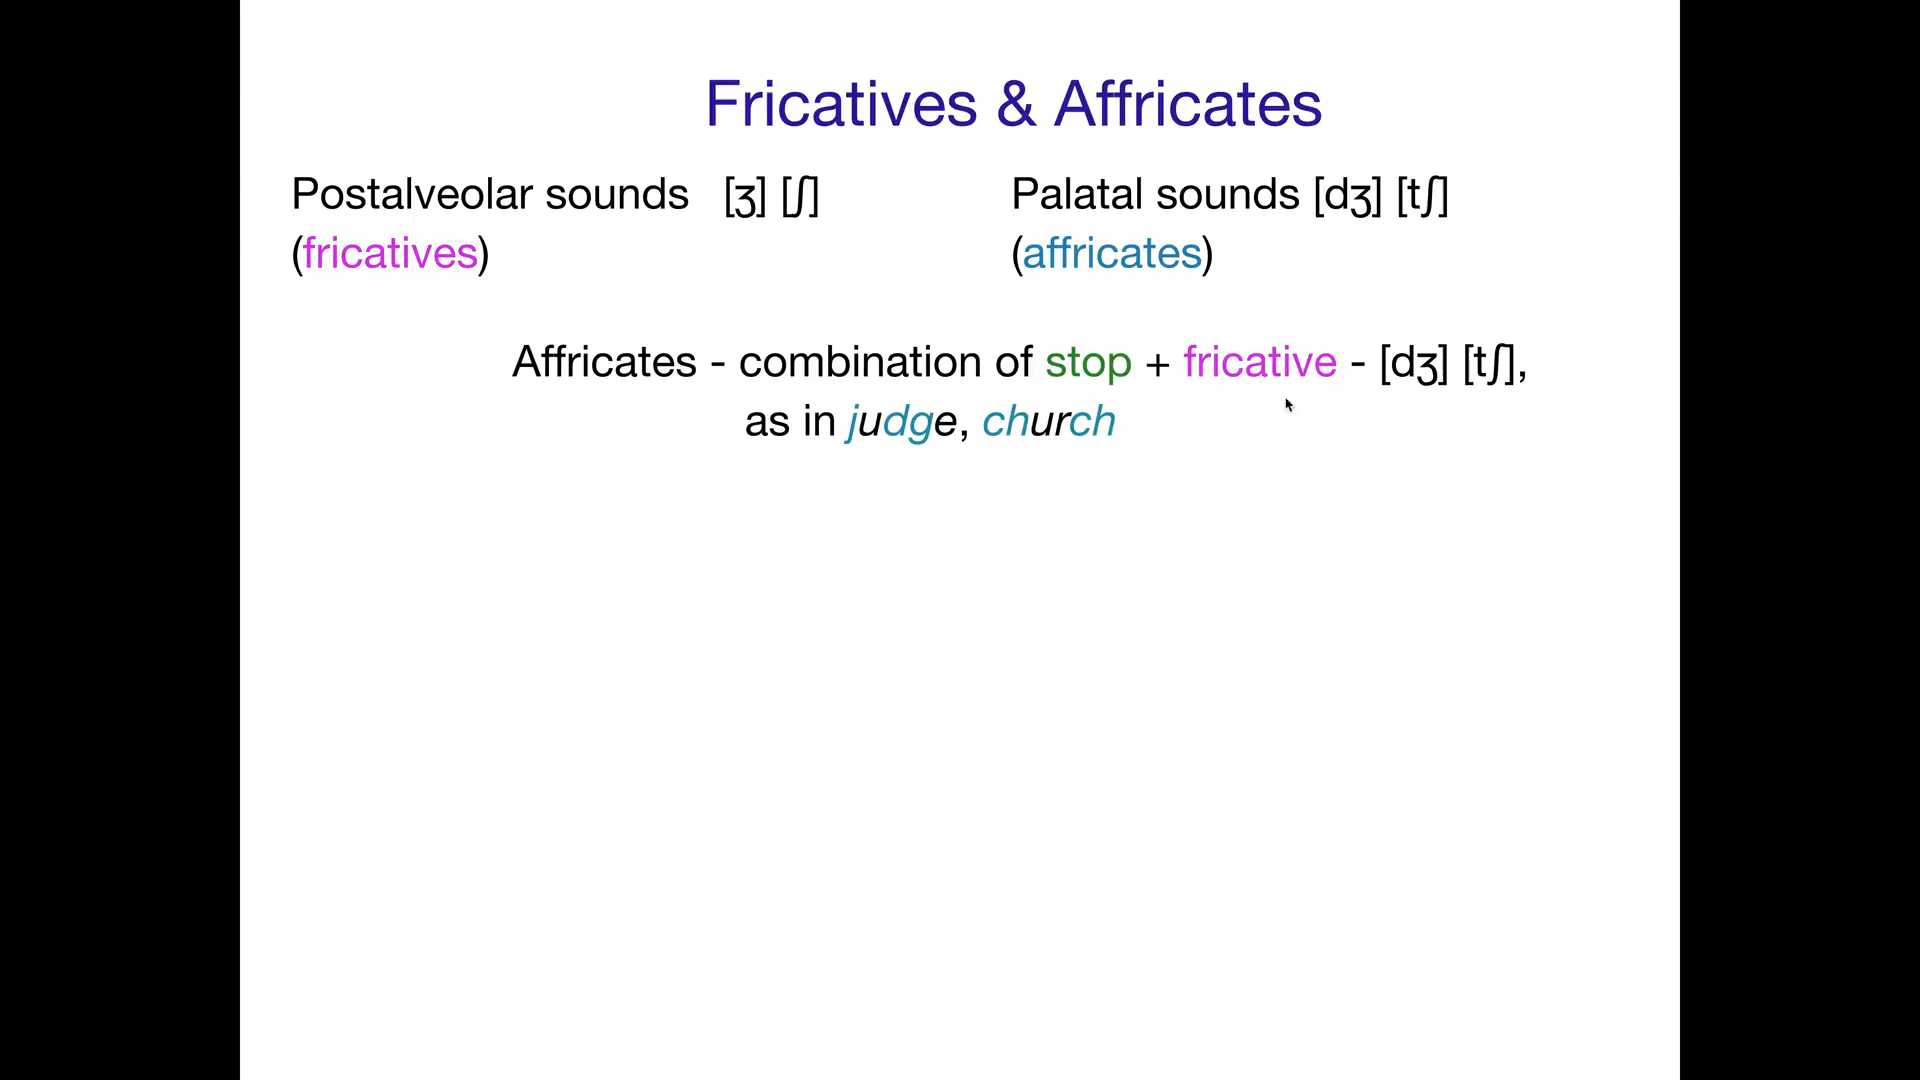 Fricatives & Affricates
Postalveolar sounds [ʒ] [ʃ]
(fricatives)
Palatal sounds [dʒ] [tʃ]
(affricates)
Affricates - combination of stop + fricative - [dʒ] [tʃ],
as in judge, church